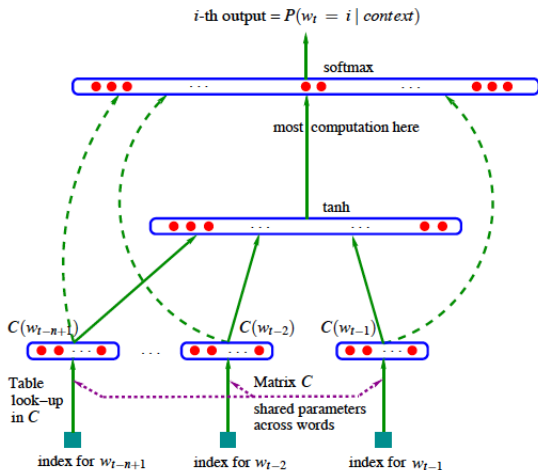 i-th output = P(w_t = i | context)
softmax
. . .
. . .
most computation here
tanh
. . .
. . .
C(w_{t−n+1})
C(w_{t−2})
C(w_{t−1})
. . .
. . .
. . .
. . .
Table
look–up
in C
Matrix C
shared parameters
across words
index for w_{t−n+1}
index for w_{t−2}
index for w_{t−1}